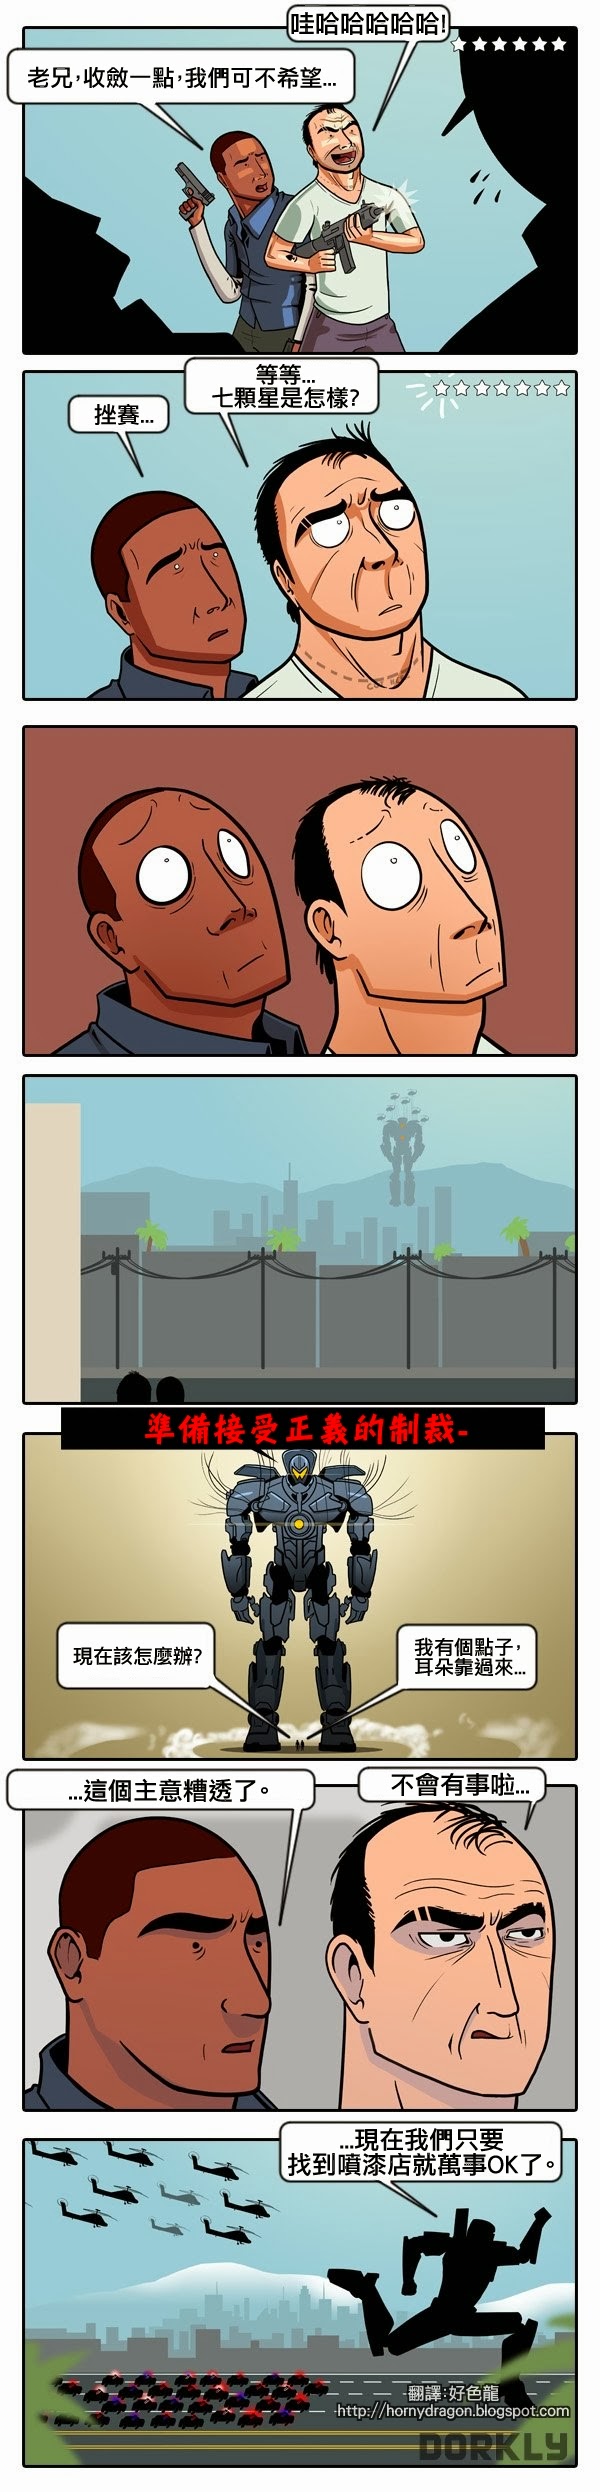 哇哈哈哈哈哈哈!
老兄，收斂一點，我們可不希望...
等等...
七顆星是怎樣?
挫賽...
準備接受正義的制裁-
現在該怎麼辦?
我有個點子，
耳朵靠過來...
...這個主意糟透了。
不會有事啦...
...現在我們只要
找到噴漆店就萬事OK了。
翻譯:好色龍
http://hornydragon.blogspot.com
DORKLY